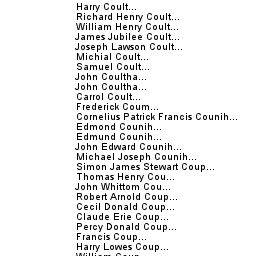 Harry Coult...
Richard Henry Coult...
William Henry Coult...
James Jubilee Coult...
Joseph Lawson Coult...
Michial Coult...
Samuel Coult...
John Coultha...
John Coultha...
Carrol Coult...
Frederick Coum...
Cornelius Patrick Francis Counih...
Edmond Counih...
Edmund Counih...
John Edward Counih...
Michael Joseph Counih...
Simon James Stewart Coup...
Thomas Henry Cou...
John Whittom Cou...
Robert Arnold Coup...
Cecil Donald Coup...
Claude Erie Coup...
Percy Donald Coup...
Francis Coup...
Harry Lowes Coup...
William Coup...